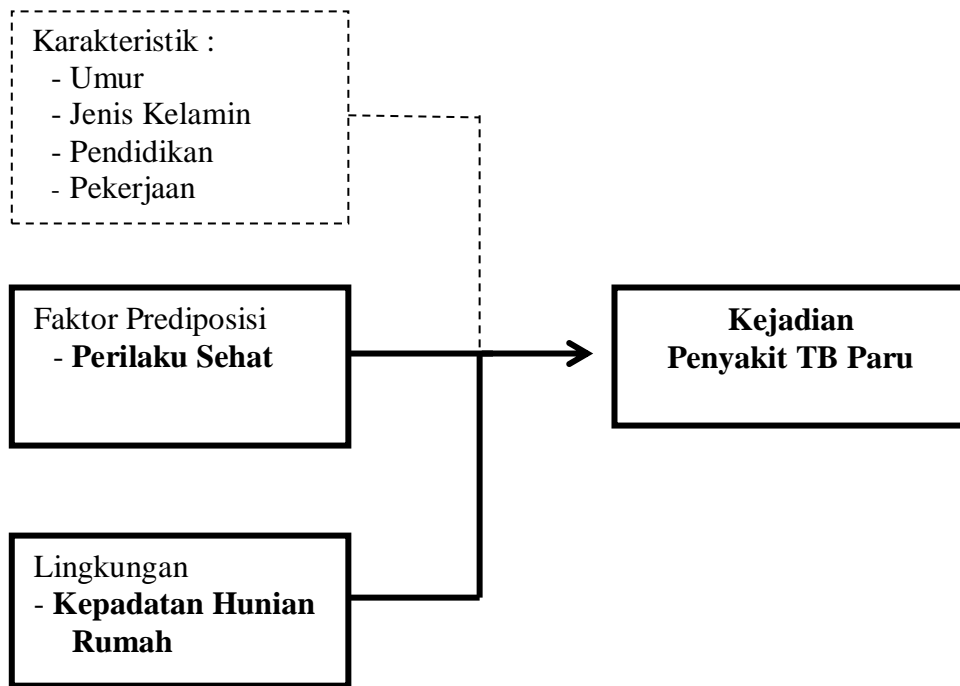 Karakteristik :
- Umur
- Jenis Kelamin
- Pendidikan
- Pekerjaan
Faktor Prediposisi
- Perilaku Sehat
Kejadian
Penyakit TB Paru
Lingkungan
- Kepadatan Hunian
Rumah